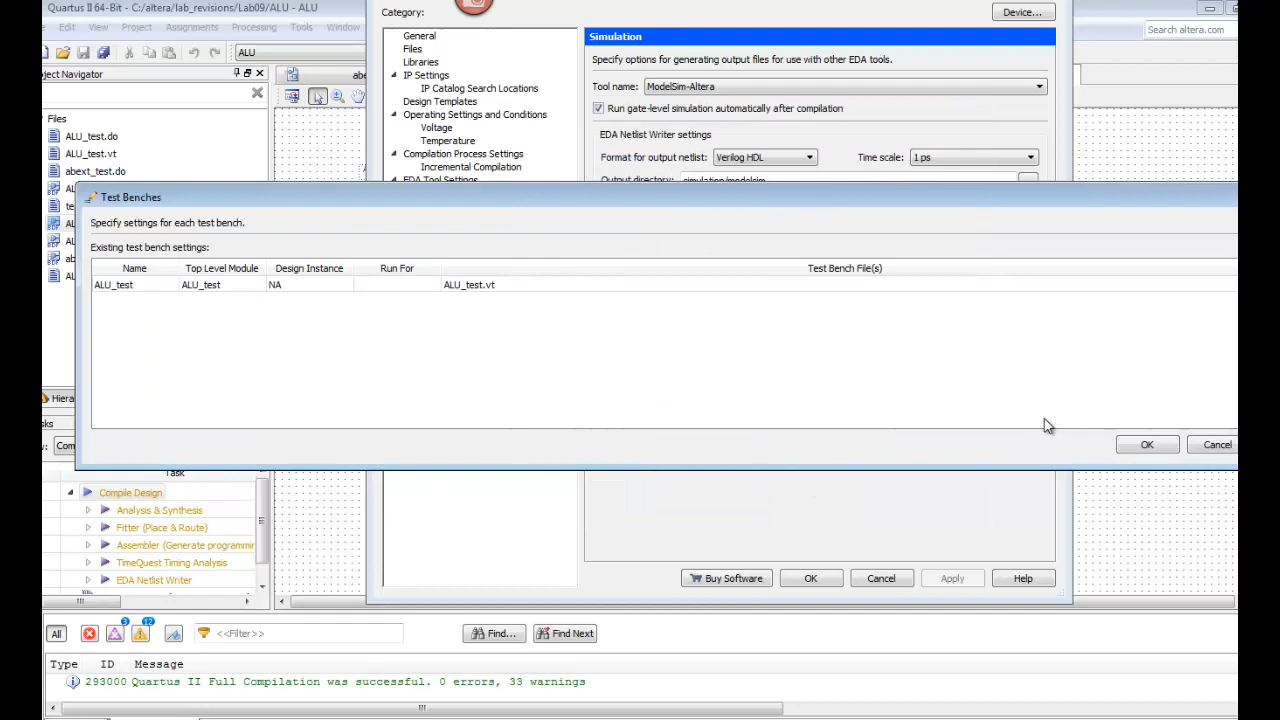 Quartus II 64-Bit - C:/altera/lab_revisions/Lab09/ALU - ALU
Edit View Project Assignments Processing Tools Window
Search altera.com
ALU
Project Navigator
Files
ALU_test.do
ALU_test.vt
abext_test.do
Category:
Device...
General
Files
Libraries
IP Settings
IP Catalog Search Locations
Design Templates
Operating Settings and Conditions
Voltage
Temperature
Compilation Process Settings
Incremental Compilation
EDA Tool Settings
Simulation
Specify options for generating output files for use with other EDA tools.
Tool name: ModelSim-Altera
Run gate-level simulation automatically after compilation
EDA Netlist Writer settings
Format for output netlist: Verilog HDL Time scale: 1 ps
Output directory: simulation/modelsim
Test Benches
Specify settings for each test bench.
Existing test bench settings:
Name Top Level Module Design Instance Run For Test Bench File(s)
ALU_test ALU_test NA ALU_test.vt
OK Cancel
Task
Compile Design
Analysis & Synthesis
Fitter (Place & Route)
Assembler (Generate programmin
TimeQuest Timing Analysis
EDA Netlist Writer
Buy Software OK Cancel Apply Help
All <<Filter>> Find... Find Next
Type ID Message
293000 Quartus II Full Compilation was successful. 0 errors, 33 warnings